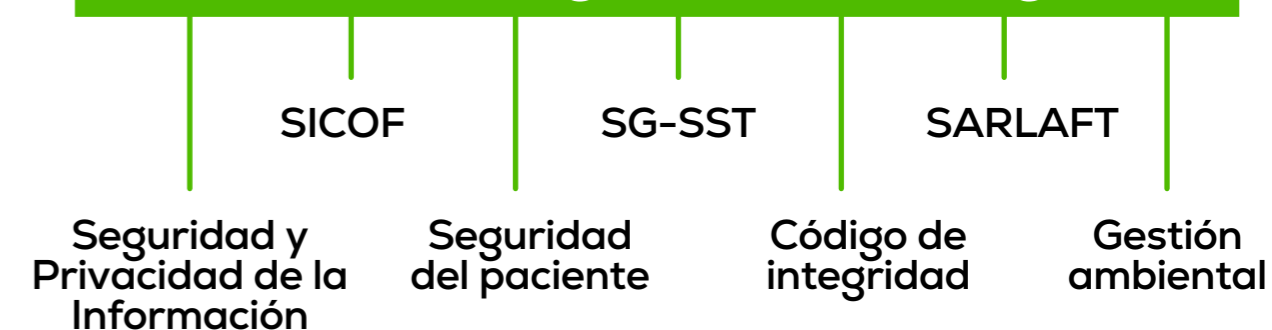 SICOF
SG-SST
SARLAFT
Seguridad y
Privacidad de la
Información
Seguridad
del paciente
Código de
integridad
Gestión
ambiental